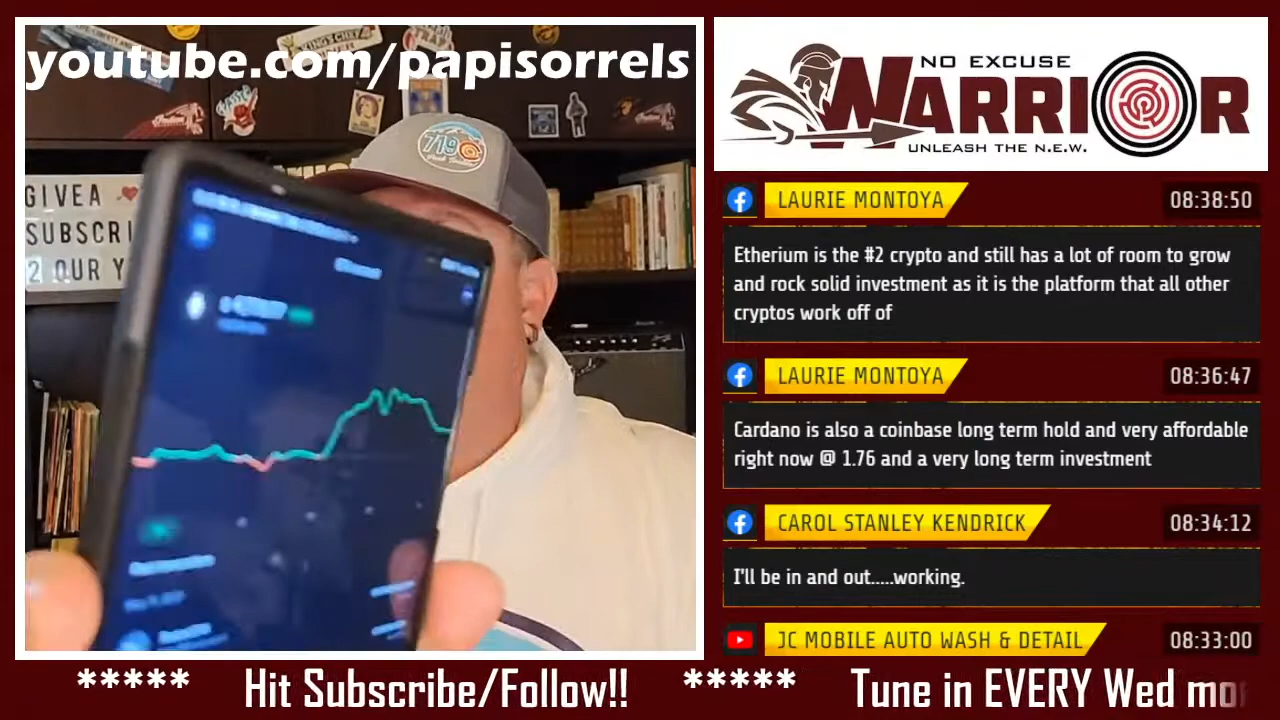 youtube.com/papisorrels
719
GIVE A
SUBSCRI
2 OUR Y
NO EXCUSE
WARRIOR
UNLEASH THE N.E.W.
LAURIE MONTOYA
08:38:50
Etherium is the #2 crypto and still has a lot of room to grow
and rock solid investment as it is the platform that all other
cryptos work off of
LAURIE MONTOYA
08:36:47
Cardano is also a coinbase long term hold and very affordable
right now @ 1.76 and a very long term investment
CAROL STANLEY KENDRICK
08:34:12
I'll be in and out.....working.
JC MOBILE AUTO WASH & DETAIL
08:33:00
***** Hit Subscribe/Follow!! ***** Tune in EVERY Wed mo